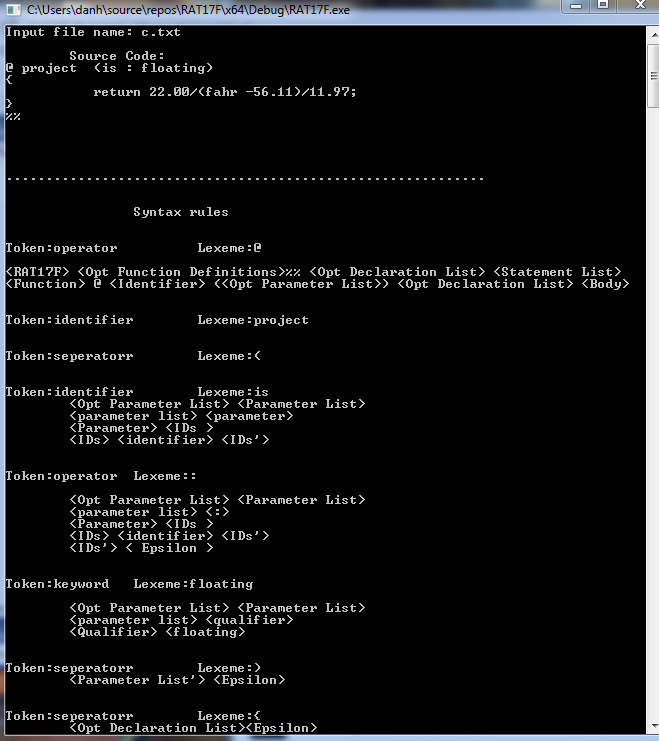 C:\Users\danh\source\repos\RAT17F\x64\Debug\RAT17F.exe
Input file name: c.txt
Source Code:
@ project  (is : floating)
{
return 22.00/(fahr -56.11)/11.97;
}
%%
------------------------------------------------------------
Syntax rules
Token:operator          Lexeme:@
<RAT17F> <Opt Function Definitions>%% <Opt Declaration List> <Statement List>
<Function> @ <Identifier> (<Opt Parameter List>) <Opt Declaration List> <Body>
Token:identifier        Lexeme:project
Token:seperatorr        Lexeme:(
Token:identifier        Lexeme:is
<Opt Parameter List> <Parameter List>
<parameter list> <parameter>
<Parameter> <IDs >
<IDs> <identifier> <IDs'>
Token:operator  Lexeme::
<Opt Parameter List> <Parameter List>
<parameter list> <:>
<Parameter> <IDs >
<IDs> <identifier> <IDs'>
<IDs'> < Epsilon >
Token:keyword   Lexeme:floating
<Opt Parameter List> <Parameter List>
<parameter list> <qualifier>
<Qualifier> <floating>
Token:seperatorr        Lexeme:)
<Parameter List'> <Epsilon>
Token:seperatorr        Lexeme:{
<Opt Declaration List><Epsilon>